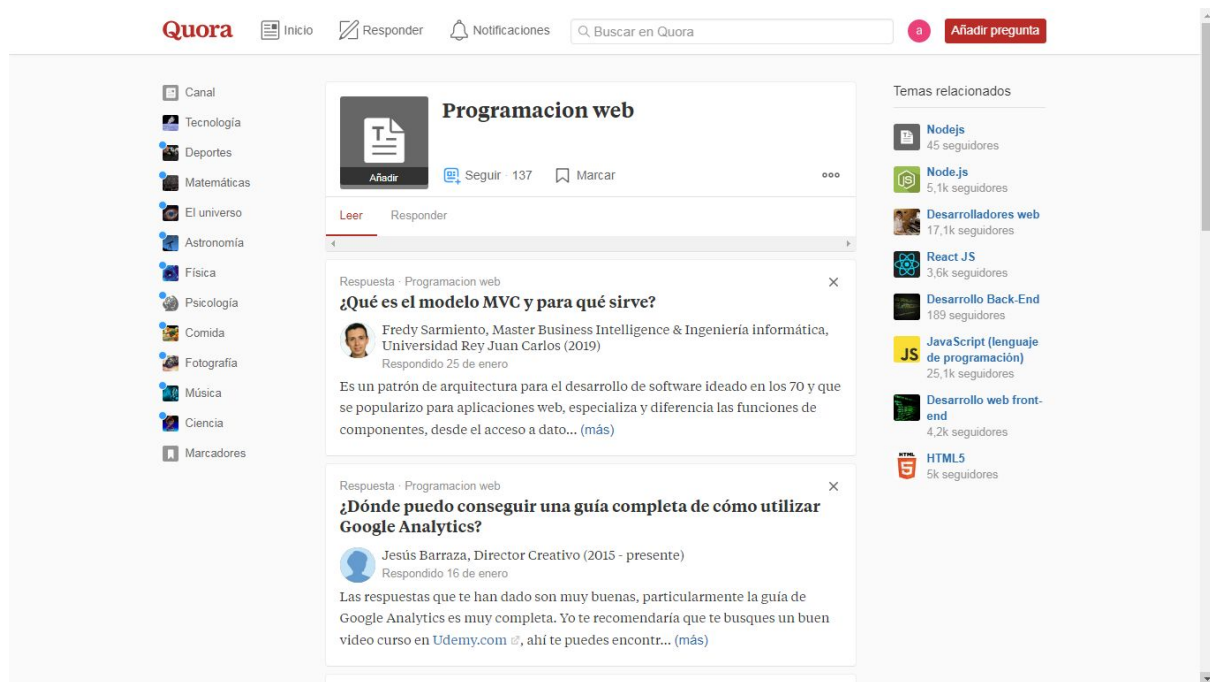 Quora
Inicio
Responder
Notificaciones
Buscar en Quora
a
Añadir pregunta
Canal
Tecnología
Deportes
Matemáticas
El universo
Astronomía
Física
Psicología
Comida
Fotografía
Música
Ciencia
Marcadores
T
Añadir
Programacion web
Seguir · 137
Marcar
Leer
Responder
Respuesta · Programacion web
¿Qué es el modelo MVC y para qué sirve?
Fredy Sarmiento, Master Business Intelligence & Ingeniería informática,
Universidad Rey Juan Carlos (2019)
Respondido 25 de enero
Es un patrón de arquitectura para el desarrollo de software ideado en los 70 y que
se popularizo para aplicaciones web, especializa y diferencia las funciones de
componentes, desde el acceso a dato... (más)
Respuesta · Programacion web
¿Dónde puedo conseguir una guía completa de cómo utilizar
Google Analytics?
Jesús Barraza, Director Creativo (2015 - presente)
Respondido 16 de enero
Las respuestas que te han dado son muy buenas, particularmente la guía de
Google Analytics es muy completa. Yo te recomendaría que te busques un buen
video curso en Udemy.com, ahí te puedes encontr... (más)
Temas relacionados
Nodejs
45 seguidores
JS
Node.js
5,1k seguidores
Desarrolladores web
17,1k seguidores
React JS
3,6k seguidores
Desarrollo Back-End
189 seguidores
JS
JavaScript (lenguaje
de programación)
25,1k seguidores
Desarrollo web front-
end
4,2k seguidores
HTML
5
HTML5
5k seguidores